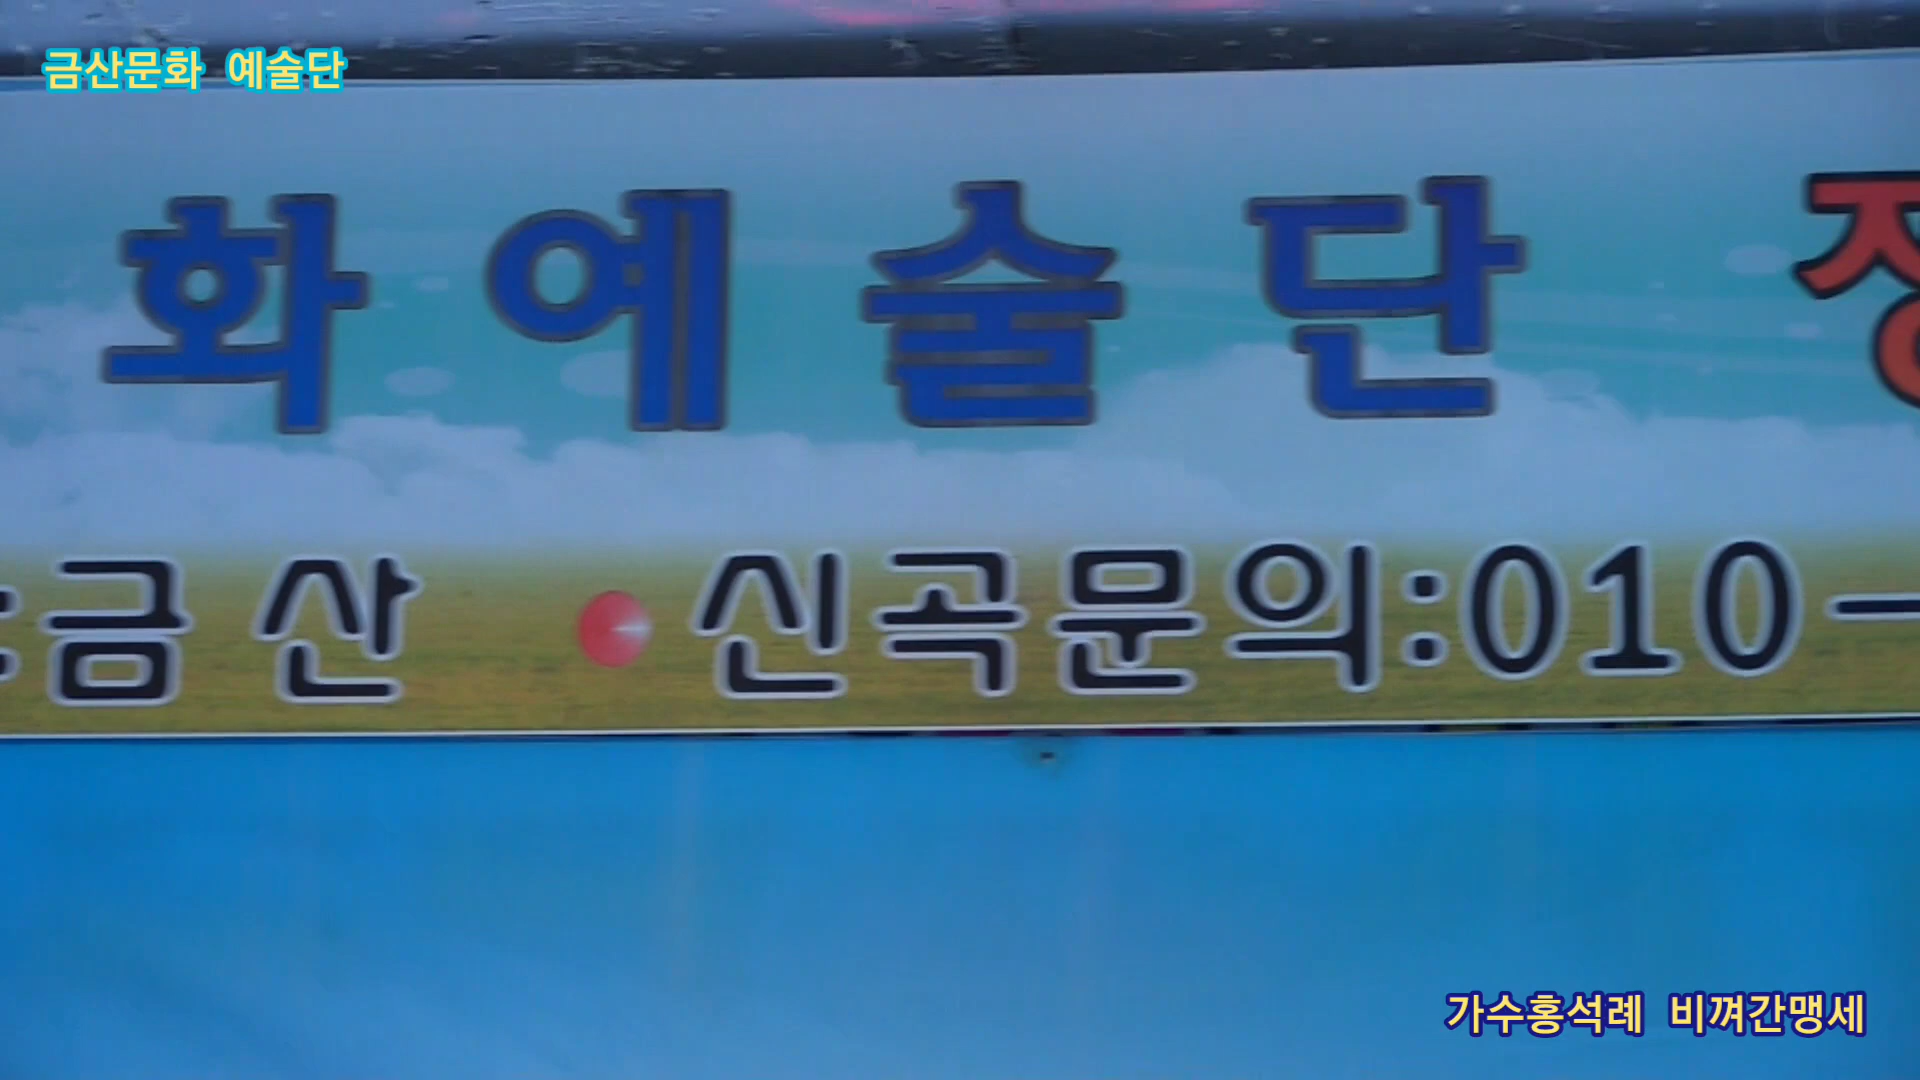 금산문화 예술단
화예술단
:금산 ● 신곡문의:010-
가수홍석례 비껴간맹세